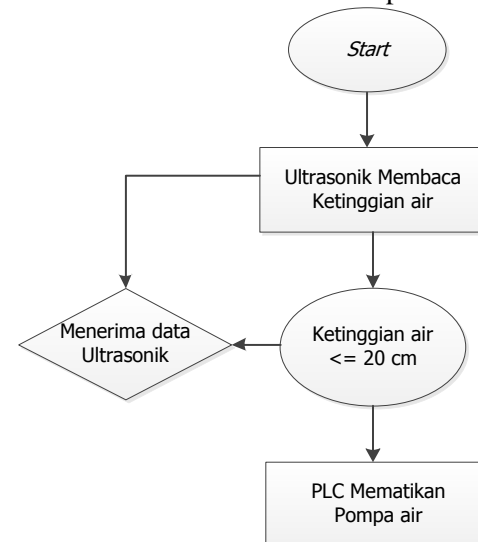 Start
Ultrasonik Membaca
Ketinggian air
Menerima data
Ultrasonik
Ketinggian air
<= 20 cm
PLC Mematikan
Pompa air